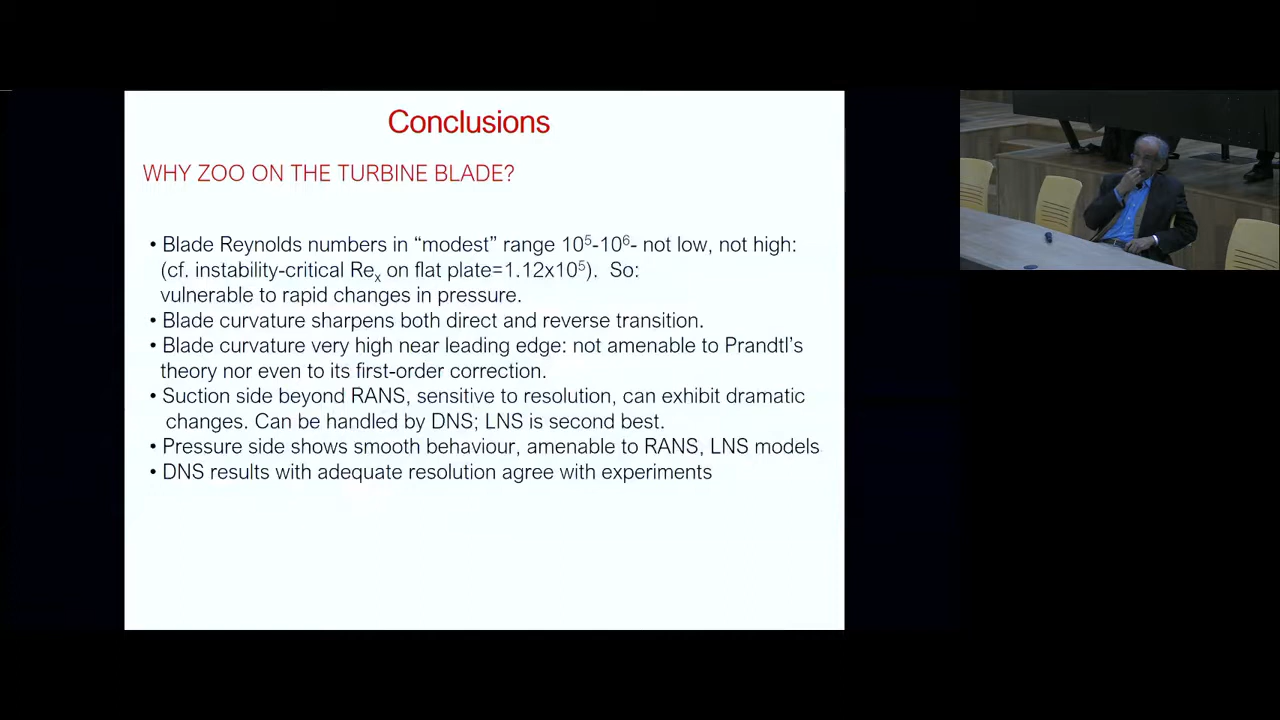 Conclusions
WHY ZOO ON THE TURBINE BLADE?
• Blade Reynolds numbers in “modest” range 10⁵-10⁶- not low, not high:
(cf. instability-critical Reₓ on flat plate=1.12x10⁵). So:
vulnerable to rapid changes in pressure.
• Blade curvature sharpens both direct and reverse transition.
• Blade curvature very high near leading edge: not amenable to Prandtl’s
theory nor even to its first-order correction.
• Suction side beyond RANS, sensitive to resolution, can exhibit dramatic
changes. Can be handled by DNS; LNS is second best.
• Pressure side shows smooth behaviour, amenable to RANS, LNS models
• DNS results with adequate resolution agree with experiments